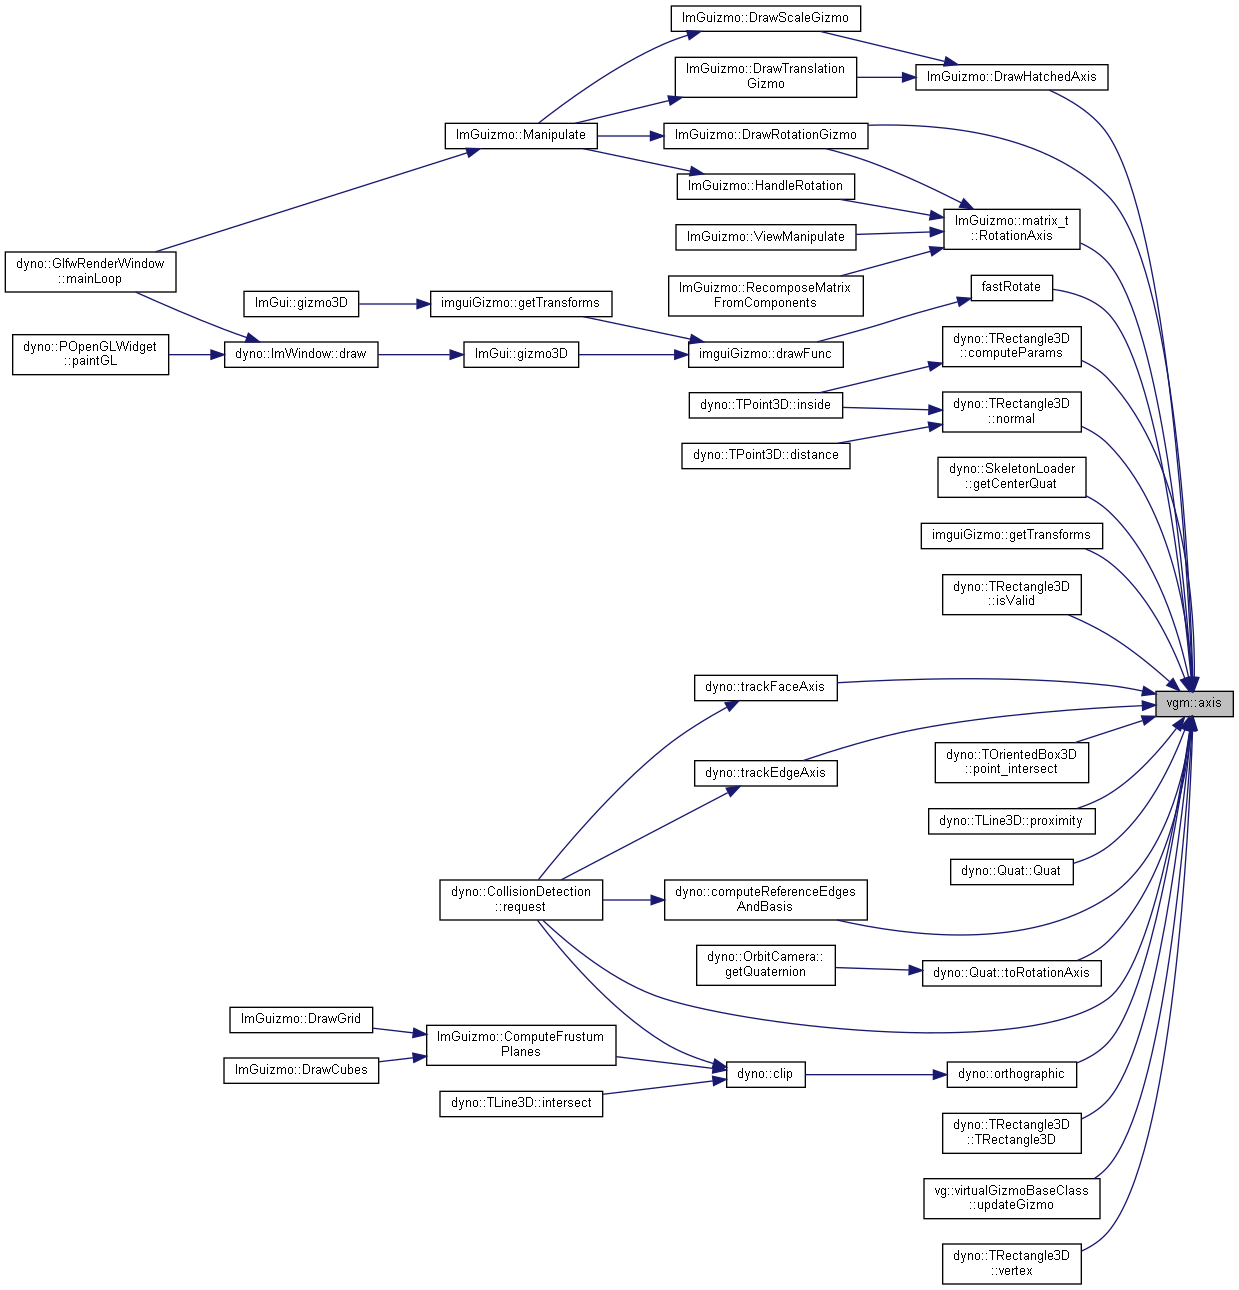 ImGuizmo::DrawScaleGizmo
ImGuizmo::DrawTranslation
Gizmo
ImGuizmo::DrawHatchedAxis
ImGuizmo::Manipulate
ImGuizmo::DrawRotationGizmo
ImGuizmo::HandleRotation
ImGuizmo::matrix_t
::RotationAxis
ImGuizmo::ViewManipulate
dyno::GlfwRenderWindow
::mainLoop
ImGuizmo::RecomposeMatrix
FromComponents
fastRotate
ImGui::gizmo3D
imguiGizmo::getTransforms
dyno::POpenGLWidget
::paintGL
dyno::ImWindow::draw
ImGui::gizmo3D
imguiGizmo::drawFunc
dyno::TRectangle3D
::computeParams
dyno::TPoint3D::inside
dyno::TRectangle3D
::normal
dyno::TPoint3D::distance
dyno::SkeletonLoader
::getCenterQuat
imguiGizmo::getTransforms
dyno::TRectangle3D
::isValid
dyno::trackFaceAxis
vgm::axis
dyno::TOrientedBox3D
::point_intersect
dyno::trackEdgeAxis
dyno::TLine3D::proximity
dyno::Quat::Quat
dyno::CollisionDetection
::request
dyno::computeReferenceEdges
AndBasis
dyno::OrbitCamera::
getQuaternion
dyno::Quat::toRotationAxis
ImGuizmo::DrawGrid
ImGuizmo::ComputeFrustum
Planes
ImGuizmo::DrawCubes
dyno::clip
dyno::orthographic
dyno::TLine3D::intersect
dyno::TRectangle3D
::TRectangle3D
vg::virtualGizmoBaseClass
::updateGizmo
dyno::TRectangle3D
::vertex